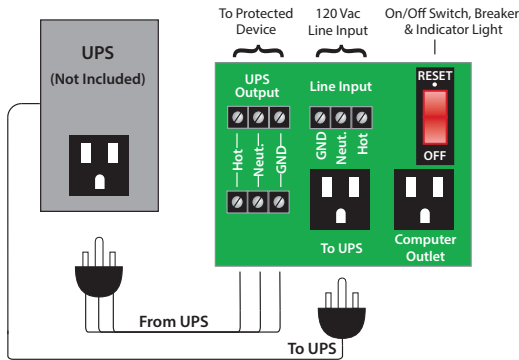 To Protected
Device
120 Vac
Line Input
On/Off Switch, Breaker
& Indicator Light
UPS
(Not Included)
UPS
Output
Line Input
RESET
OFF
Hot
Neut.
GND
GND
Neut.
Hot
To UPS
Computer
Outlet
From UPS
To UPS